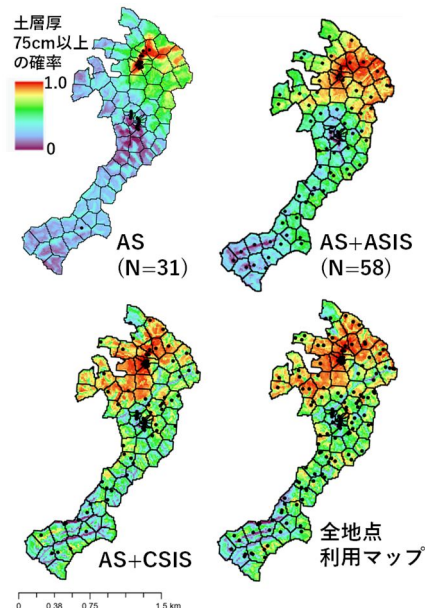 土層厚
75cm以上
の確率
1.0
0
AS
(N=31)
AS+ASIS
(N=58)
AS+CSIS
全地点
利用マップ
0 0.38 0.75 1.5 km